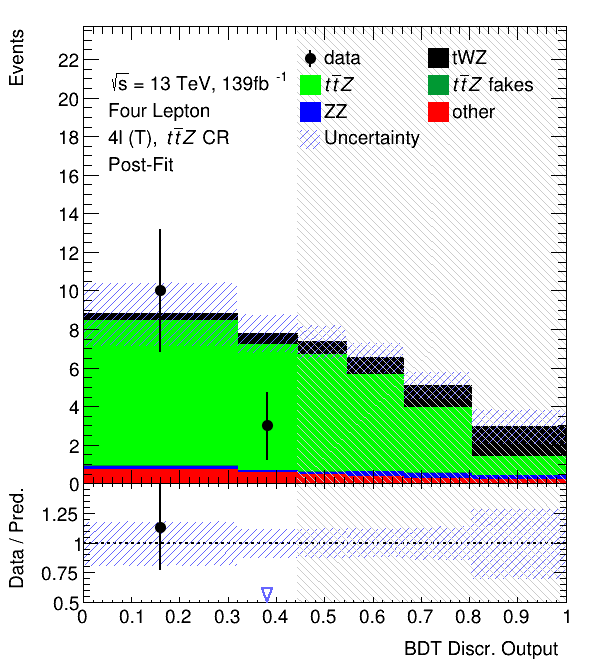 Events
22
20
18
16
14
12
10
8
6
4
2
0
√s = 13 TeV, 139fb⁻¹
Four Lepton
4l (T), tt̄Z CR
Post-Fit
data
tt̄Z
ZZ
Uncertainty
tWZ
tt̄Z fakes
other
Data / Pred.
1.25
1
0.75
0.5
0 0.1 0.2 0.3 0.4 0.5 0.6 0.7 0.8 0.9 1
BDT Discr. Output